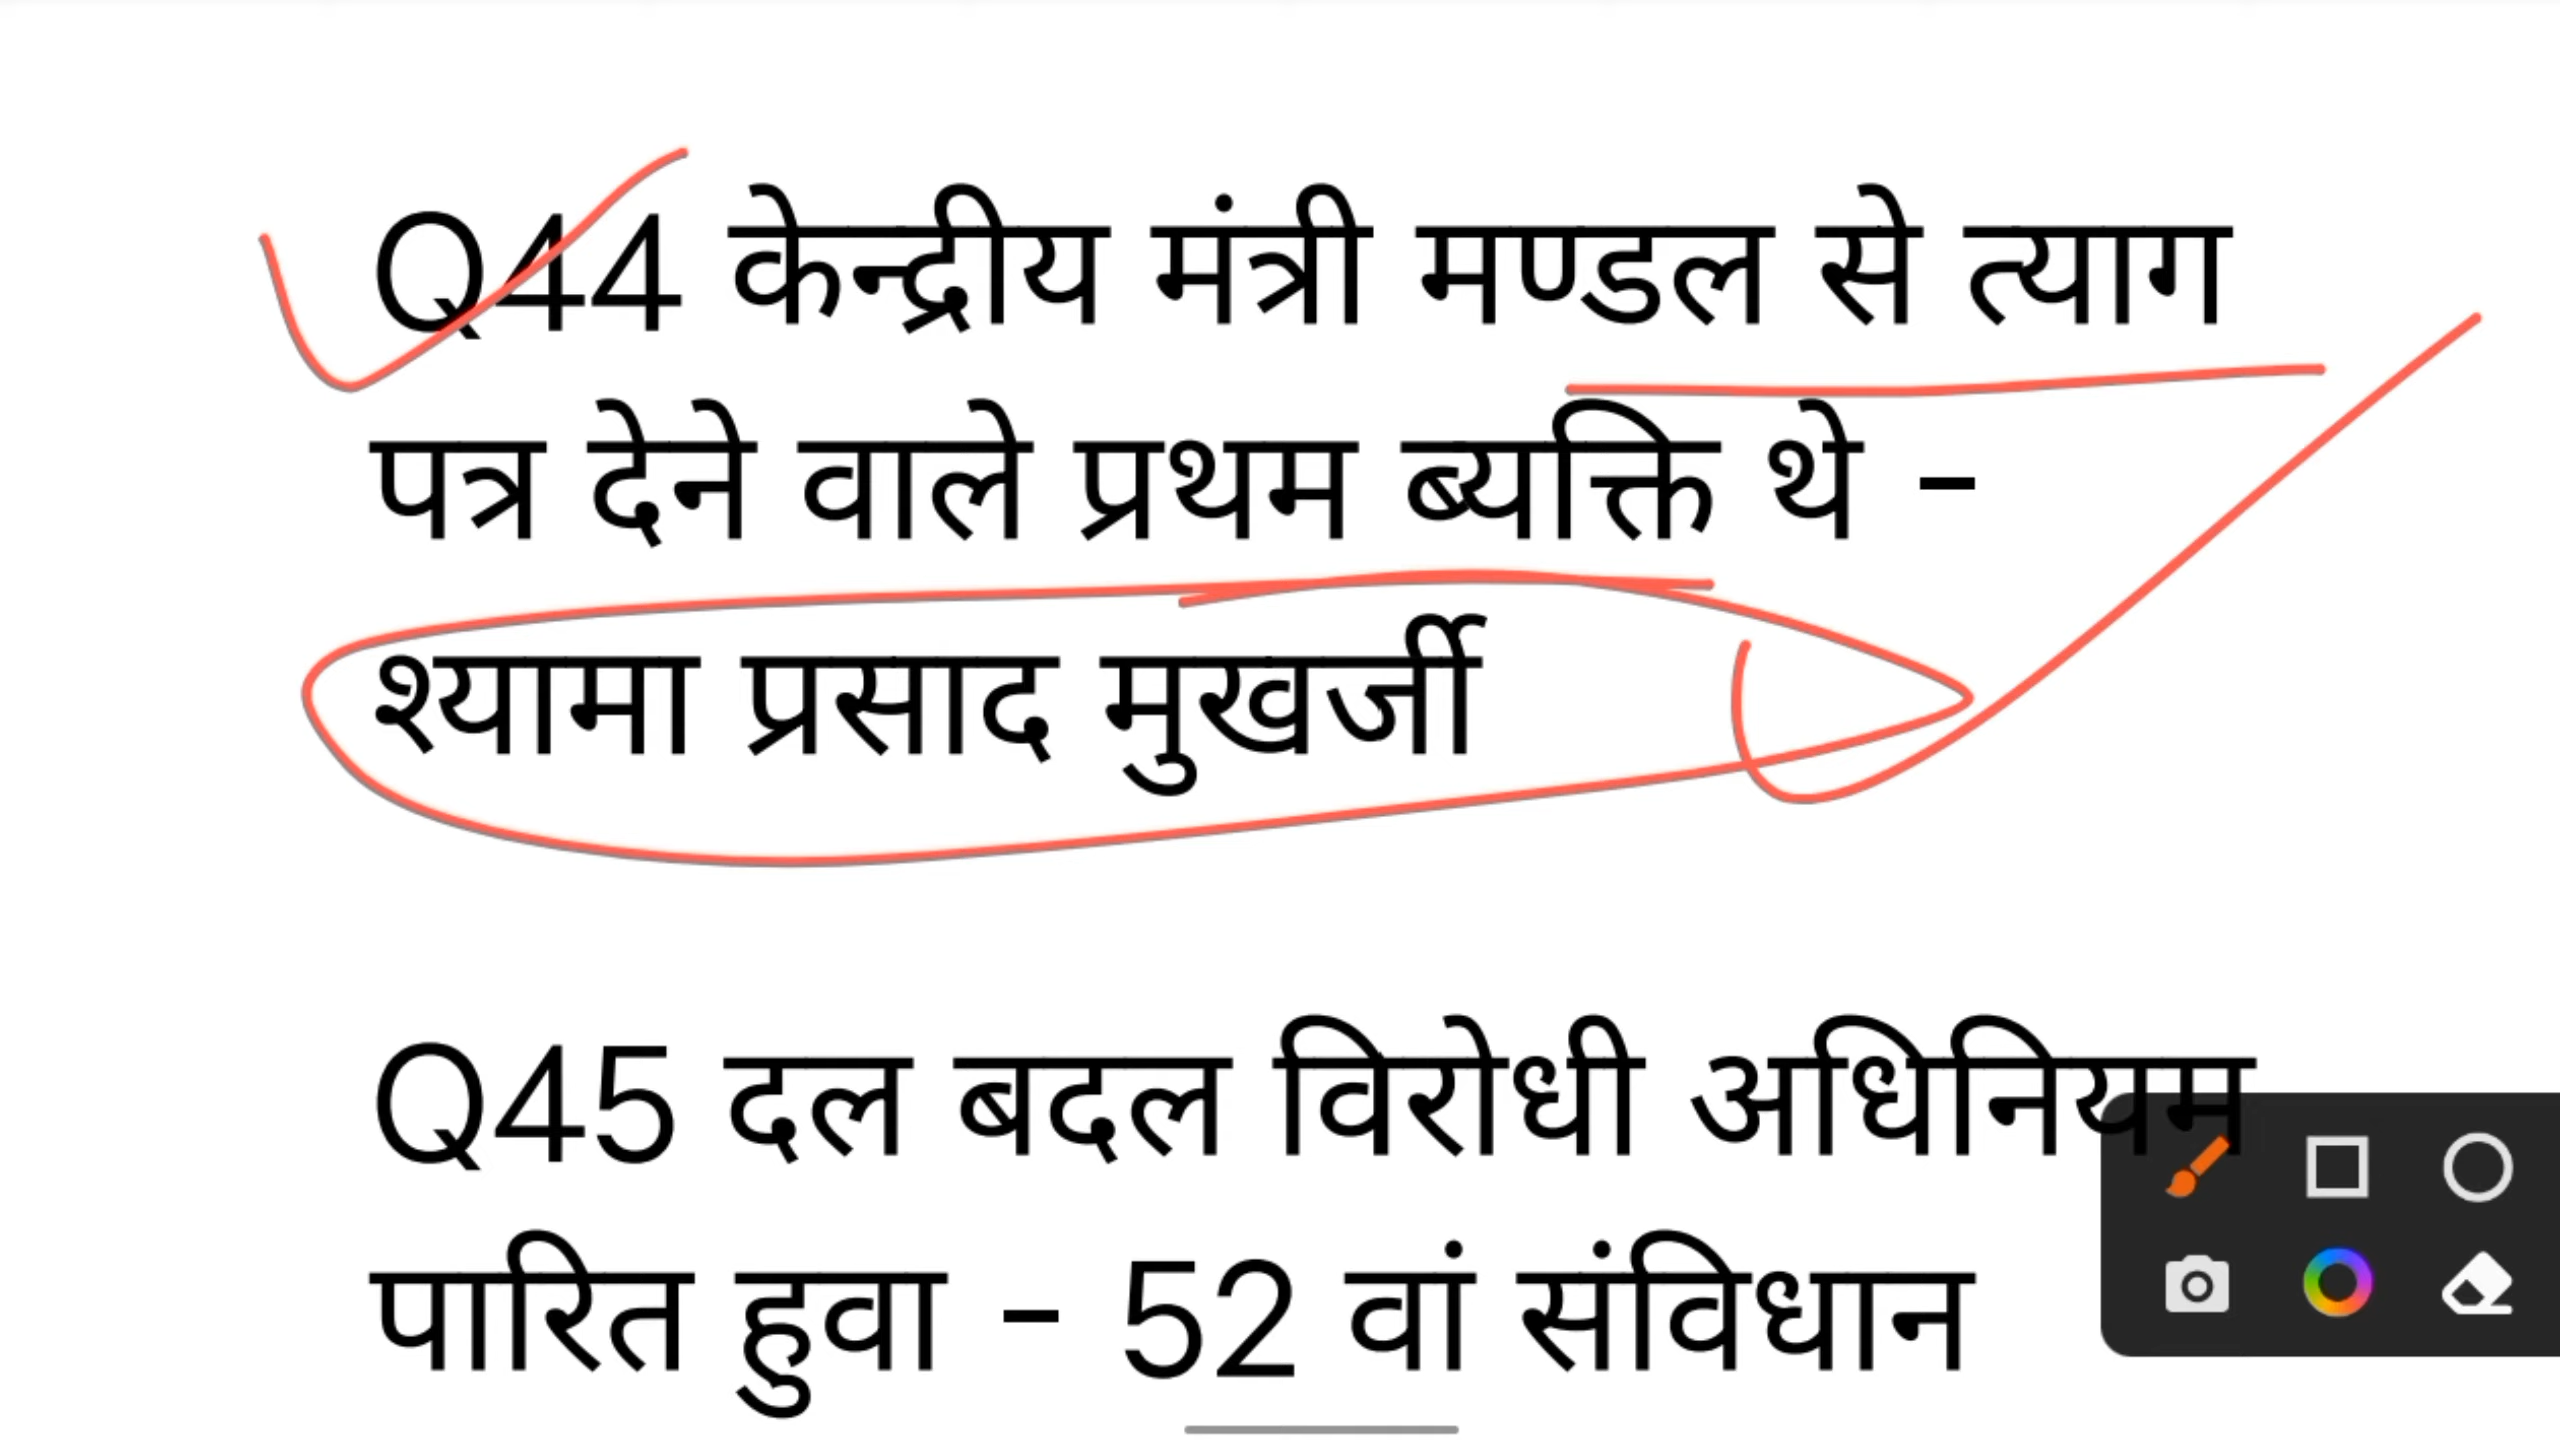 Q44 केन्द्रीय मंत्री मण्डल से त्याग
पत्र देने वाले प्रथम ब्यक्ति थे -
श्यामा प्रसाद मुखर्जी
Q45 दल बदल विरोधी अधिनियम
पारित हुवा - 52 वां संविधान